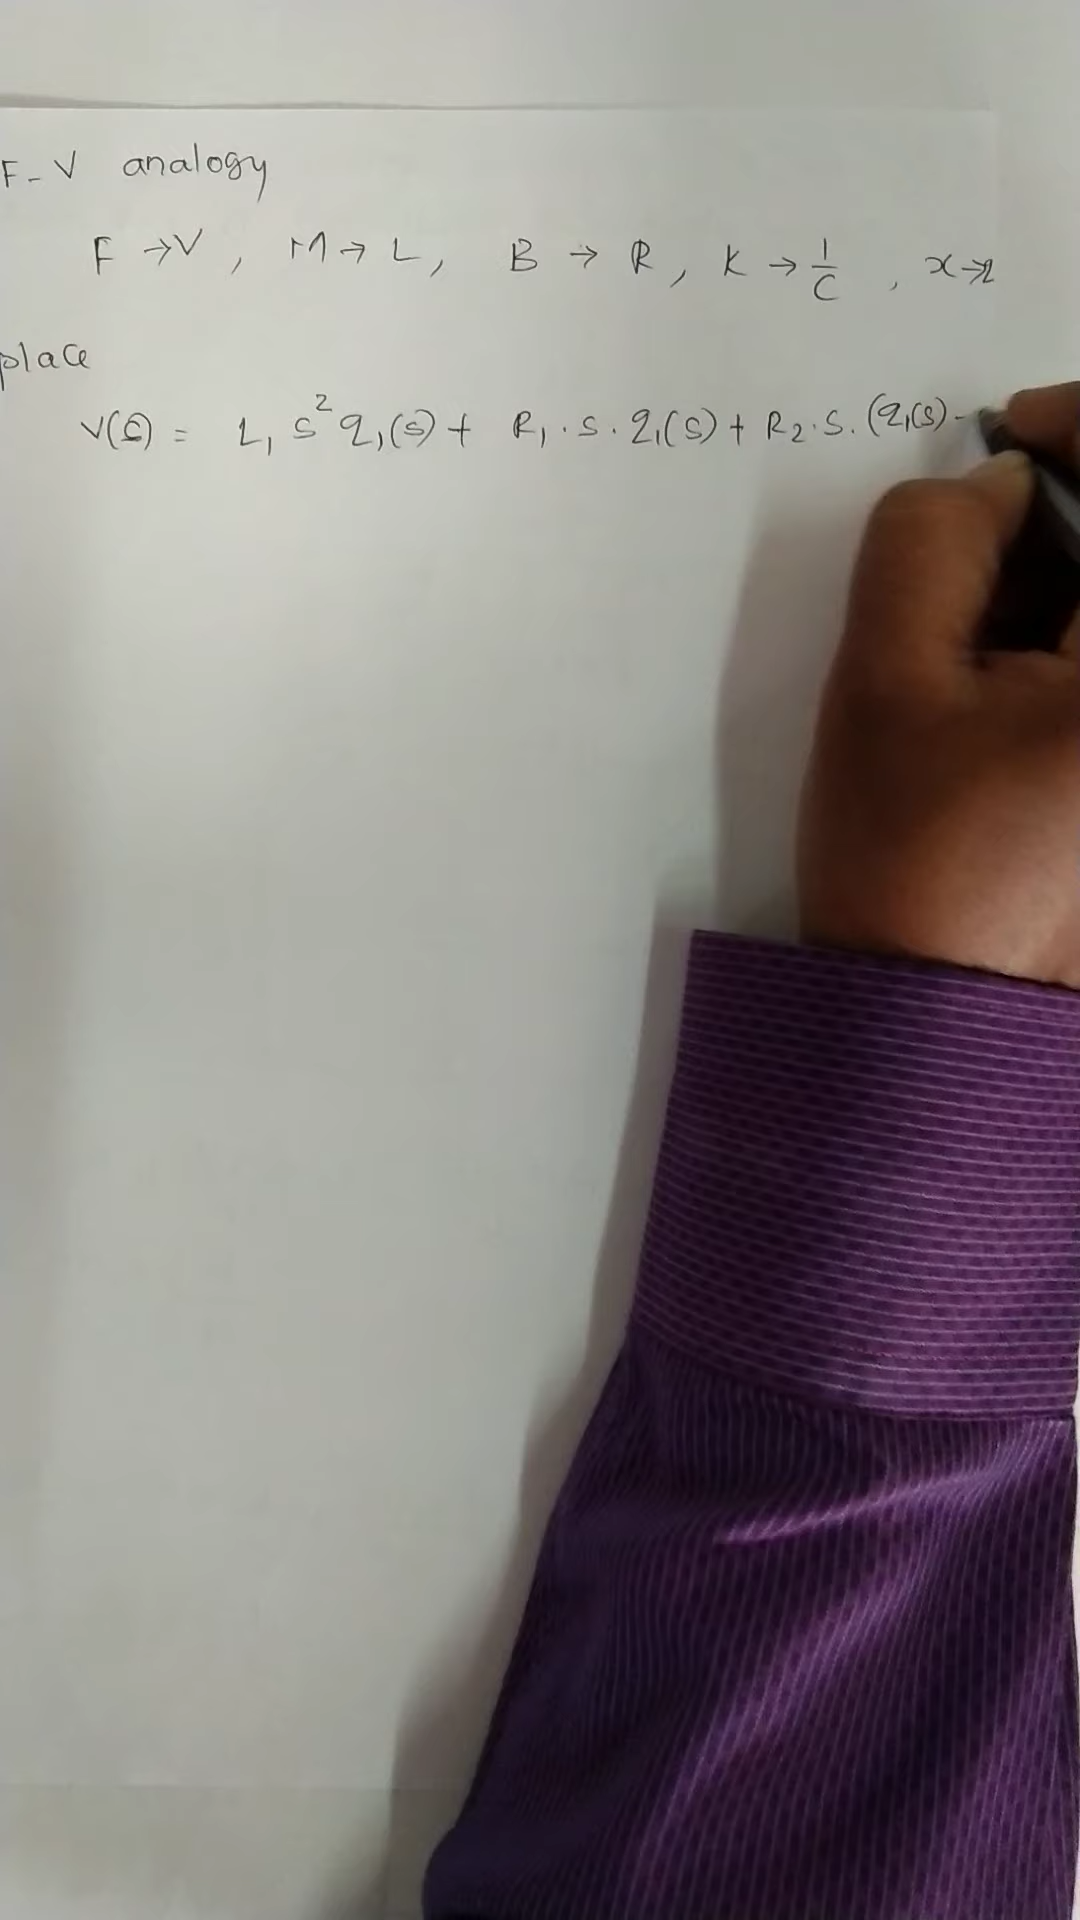 F-V analogy
F → V, M → L, B → R, K → 1/C, x → q
place
V(s) = L₁ s² q₁(s) + R₁ · s · q₁(s) + R₂ · s · (q₁(s) -